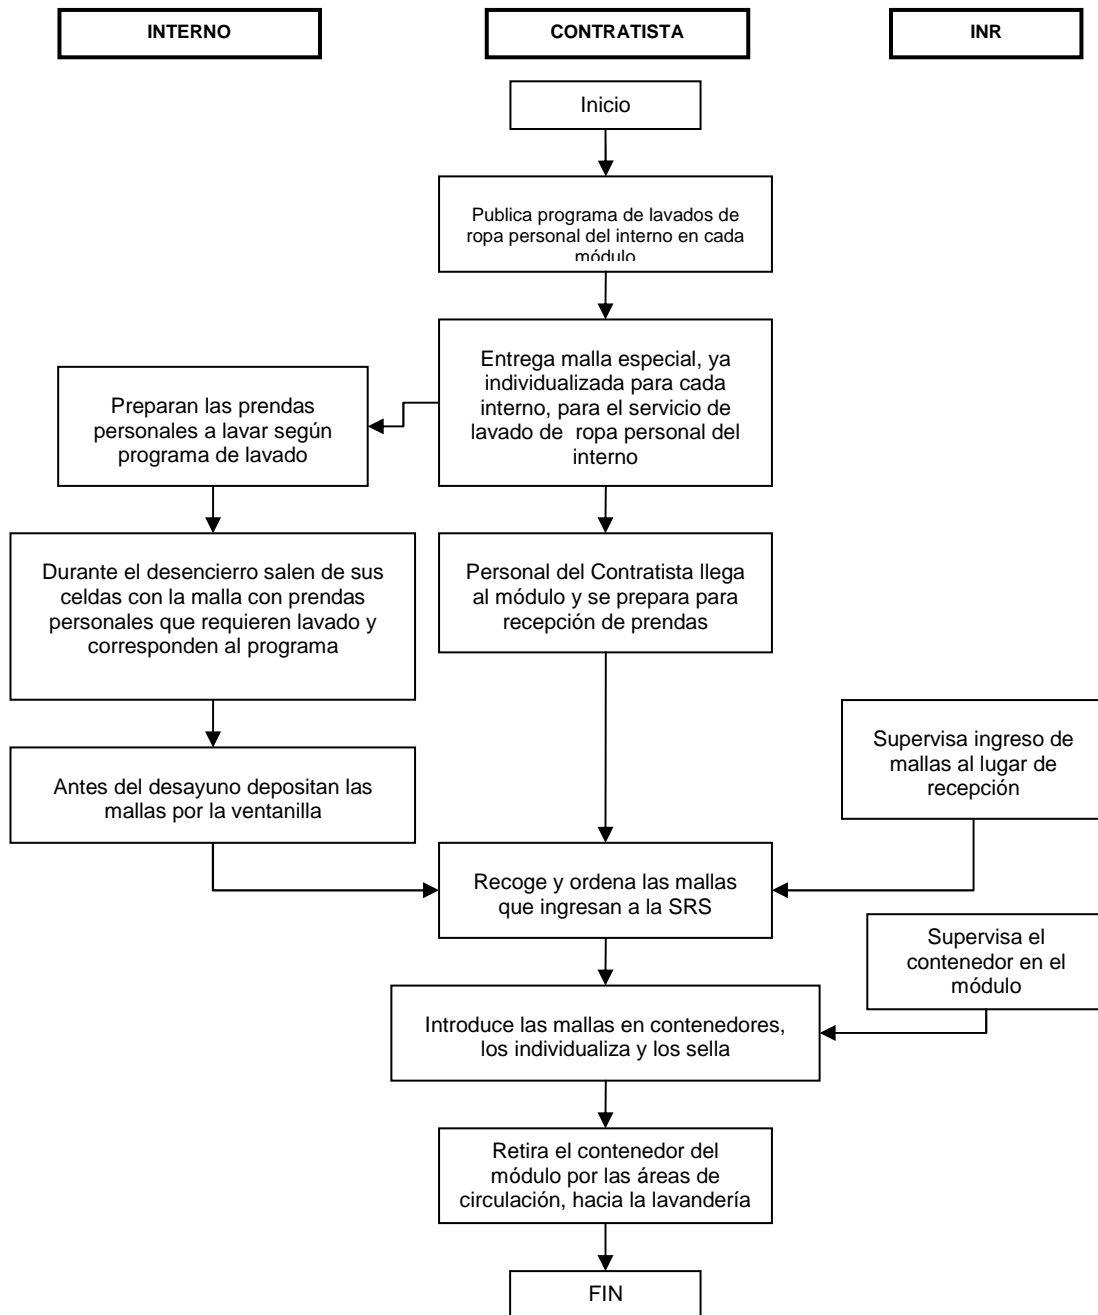 INTERNO
CONTRATISTA
INR
Inicio
Publica programa de lavados de
ropa personal del interno en cada
módulo
Entrega malla especial, ya
individualizada para cada
interno, para el servicio de
lavado de ropa personal del
interno
Preparan las prendas
personales a lavar según
programa de lavado
Durante el desencierro salen de sus
celdas con la malla con prendas
personales que requieren lavado y
corresponden al programa
Personal del Contratista llega
al módulo y se prepara para
recepción de prendas
Antes del desayuno depositan las
mallas por la ventanilla
Supervisa ingreso de
mallas al lugar de
recepción
Recoge y ordena las mallas
que ingresan a la SRS
Supervisa el
contenedor en el
módulo
Introduce las mallas en contenedores,
los individualiza y los sella
Retira el contenedor del
módulo por las áreas de
circulación, hacia la lavandería
FIN